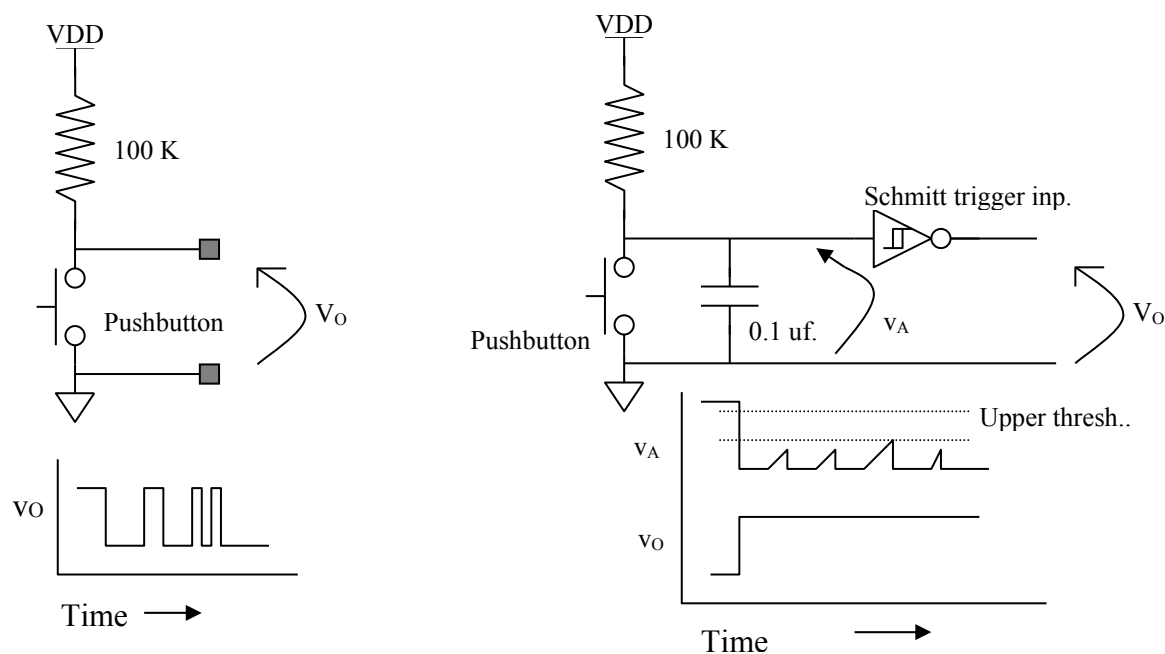 VDD
100 K
Pushbutton
VO
vO
Time
VDD
100 K
Schmitt trigger inp.
Pushbutton
0.1 uf.
vA
VO
Upper thresh..
vA
vO
Time